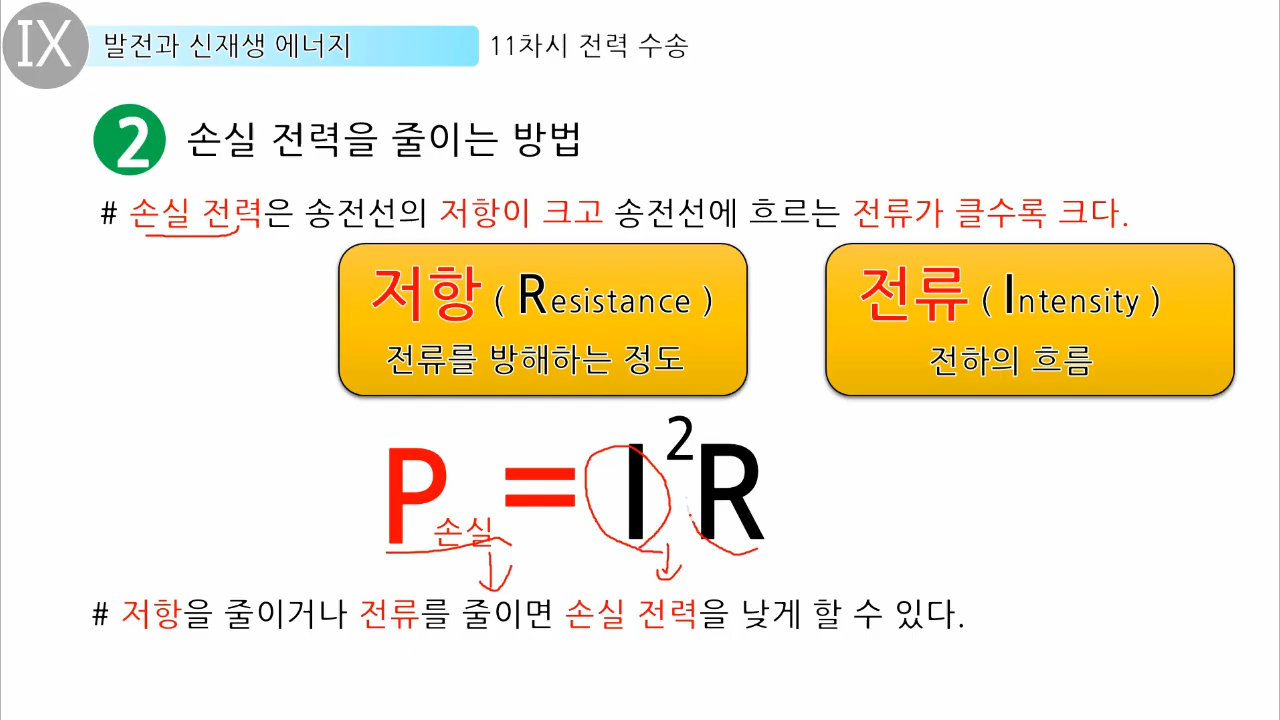 IX 발전과 신재생 에너지 11차시 전력 수송
2 손실 전력을 줄이는 방법
# 손실 전력은 송전선의 저항이 크고 송전선에 흐르는 전류가 클수록 크다.
저항 ( Resistance )
전류를 방해하는 정도
전류 ( Intensity )
전하의 흐름
P손실 = I²R
# 저항을 줄이거나 전류를 줄이면 손실 전력을 낮게 할 수 있다.